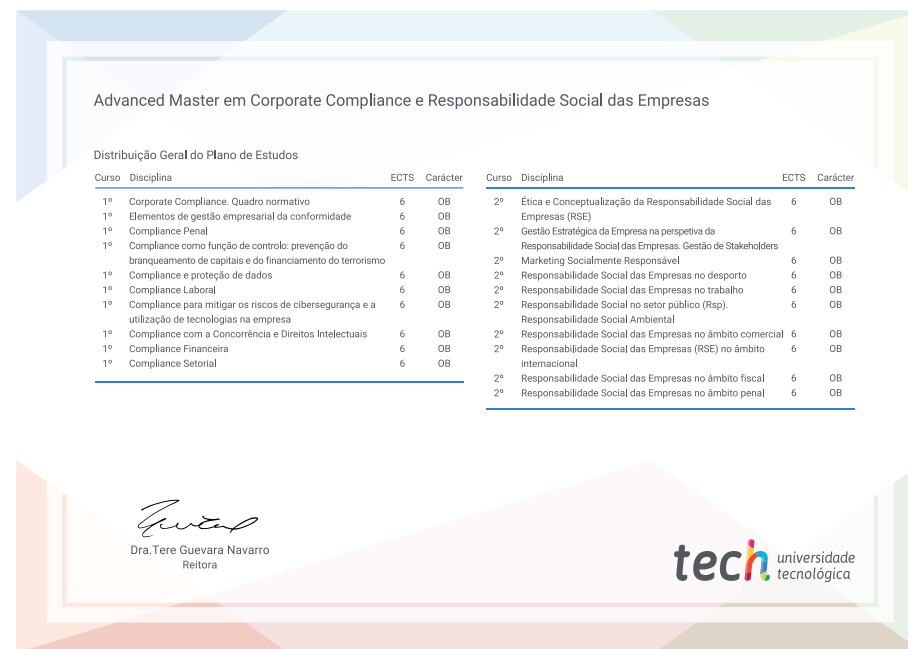 Advanced Master em Corporate Compliance e Responsabilidade Social das Empresas
Distribuição Geral do Plano de Estudos
Curso Disciplina ECTS Carácter
1º Corporate Compliance. Quadro normativo 6 OB
1º Elementos de gestão empresarial da conformidade 6 OB
1º Compliance Penal 6 OB
1º Compliance como função de controlo: prevenção do 6 OB
branqueamento de capitais e do financiamento do terrorismo
1º Compliance e proteção de dados 6 OB
1º Compliance Laboral 6 OB
1º Compliance para mitigar os riscos de cibersegurança e a 6 OB
utilização de tecnologias na empresa
1º Compliance com a Concorrência e Direitos Intelectuais 6 OB
1º Compliance Financeira 6 OB
1º Compliance Setorial 6 OB
Curso Disciplina ECTS Carácter
2º Ética e Conceptualização da Responsabilidade Social das 6 OB
Empresas (RSE)
2º Gestão Estratégica da Empresa na perspetiva da 6 OB
Responsabilidade Social das Empresas. Gestão de Stakeholders
2º Marketing Socialmente Responsável 6 OB
2º Responsabilidade Social das Empresas no desporto 6 OB
2º Responsabilidade Social das Empresas no trabalho 6 OB
2º Responsabilidade Social no setor público (Rsp). 6 OB
Responsabilidade Social Ambiental
2º Responsabilidade Social das Empresas no âmbito comercial 6 OB
2º Responsabilidade Social das Empresas (RSE) no âmbito 6 OB
internacional
2º Responsabilidade Social das Empresas no âmbito fiscal 6 OB
2º Responsabilidade Social das Empresas no âmbito penal 6 OB
Dra.Tere Guevara Navarro
Reitora
tech universidade
tecnológica